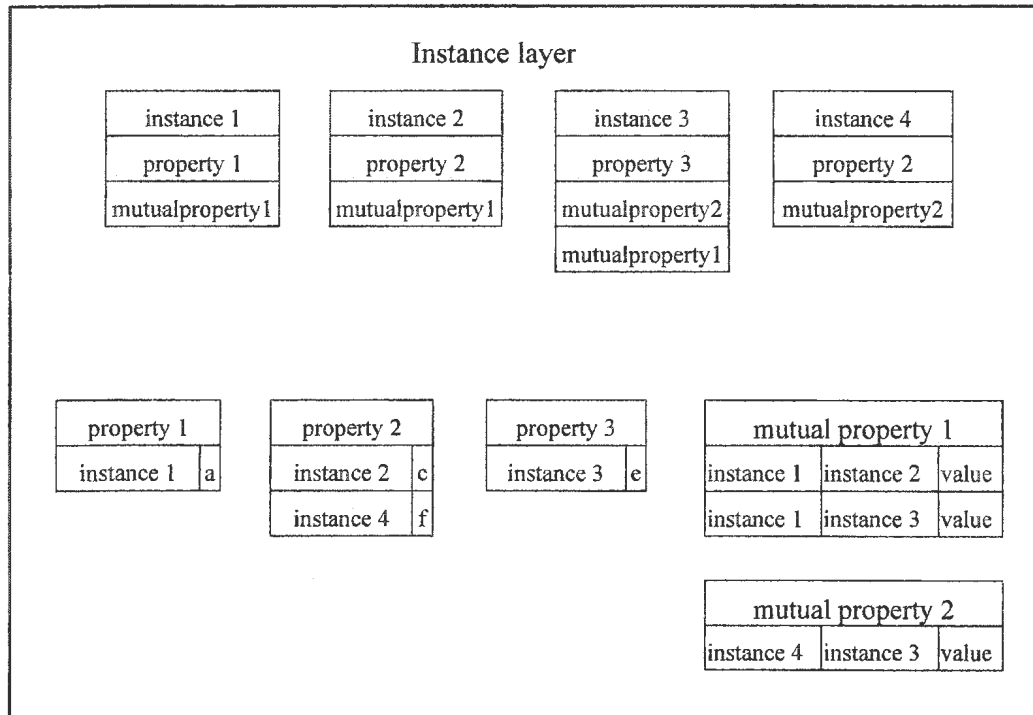 Instance layer
instance 1
property 1
mutualproperty1
instance 2
property 2
mutualproperty1
instance 3
property 3
mutualproperty2
mutualproperty1
instance 4
property 2
mutualproperty2
property 1
instance 1 a
property 2
instance 2 c
instance 4 f
property 3
instance 3 e
mutual property 1
instance 1 instance 2 value
instance 1 instance 3 value
mutual property 2
instance 4 instance 3 value